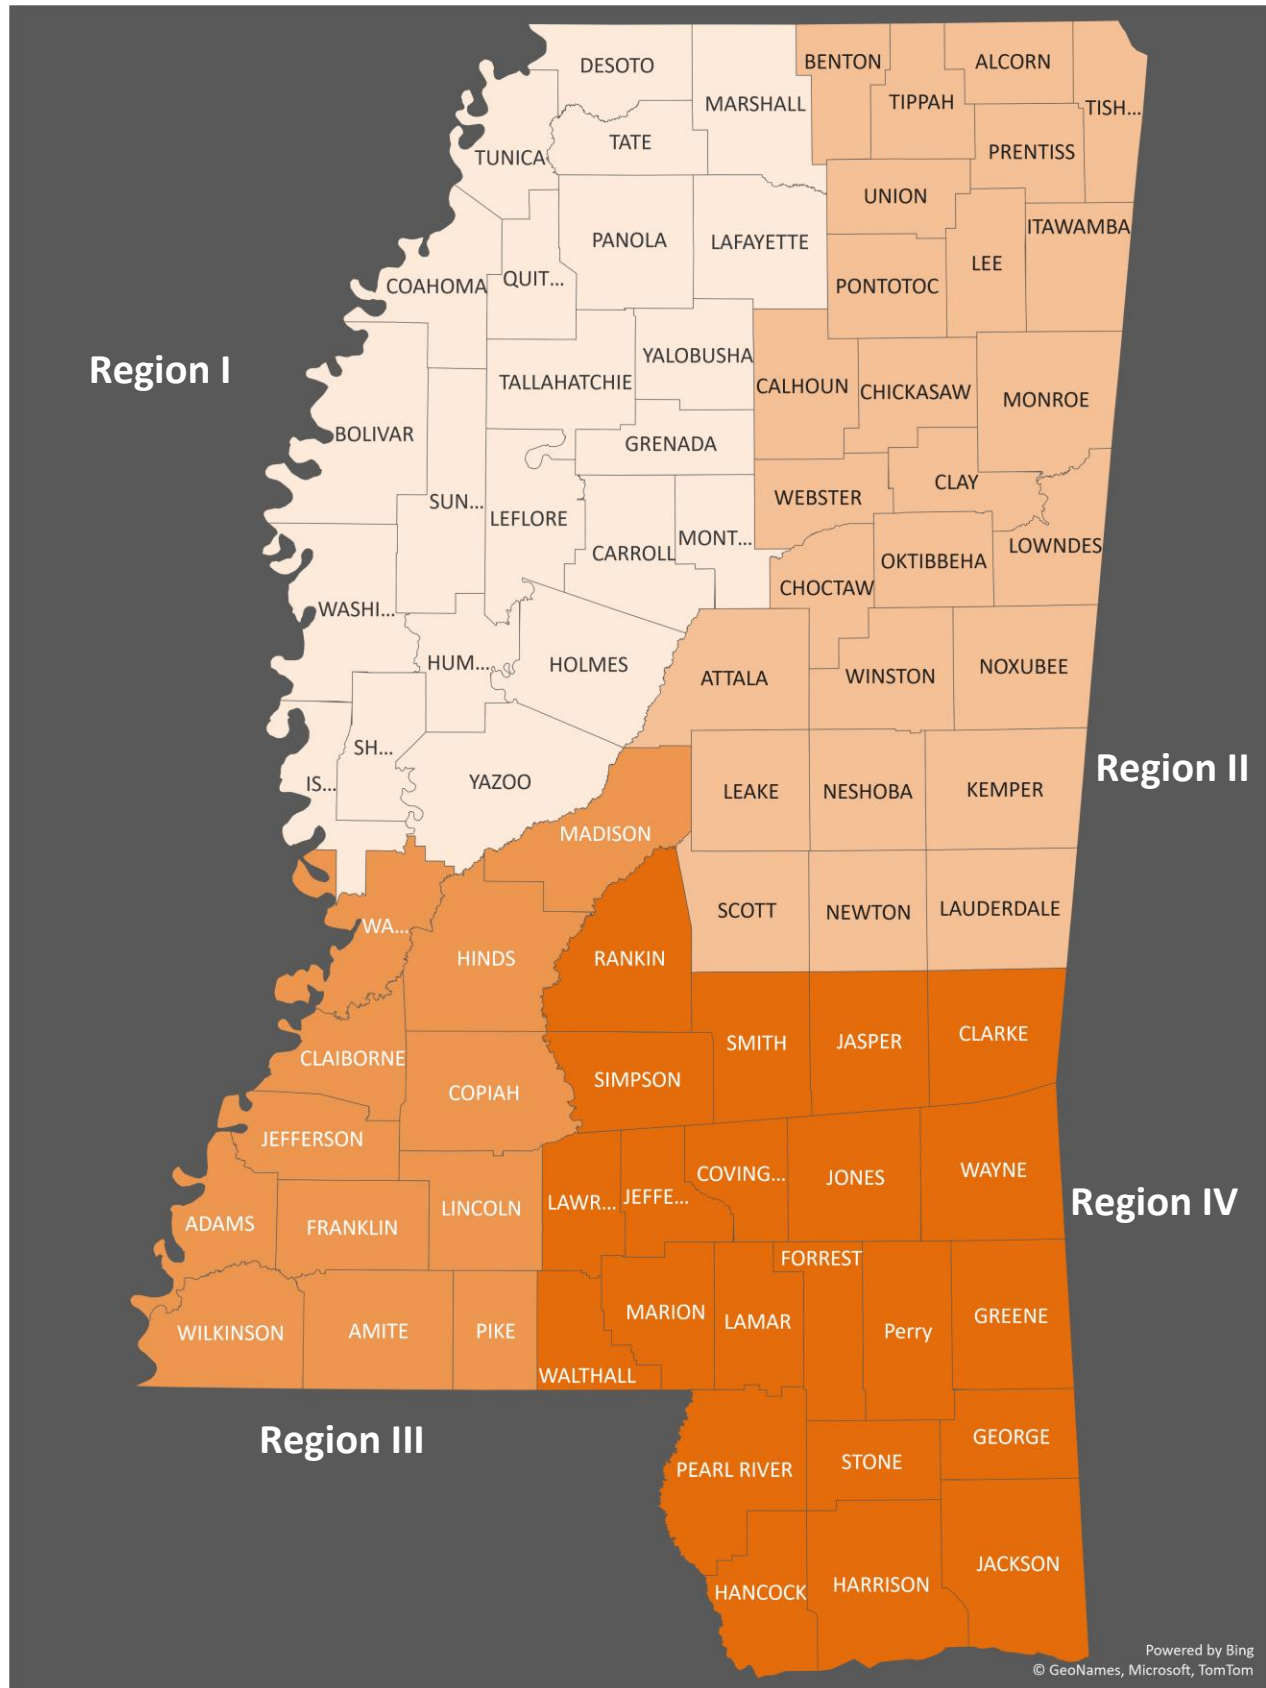 DESOTO
BENTON
ALCORN
MARSHALL
TIPPAH
TISH...
TATE
TUNICA
PRENTISS
UNION
ITAWAMBA
PANOLA
LAFAYETTE
LEE
COAHOMA
QUIT...
PONTOTOC
Region I
YALOBUSHA
TALLAHATCHIE
CALHOUN
CHICKASAW
MONROE
BOLIVAR
GRENADA
SUN...
CLAY
WEBSTER
LEFLORE
MONT...
CARROLL
LOWNDES
OKTIBBEHA
CHOCTAW
WASHI...
HUM...
HOLMES
ATTALA
WINSTON
NOXUBEE
SH...
IS...
YAZOO
Region II
LEAKE
NESHOBA
KEMPER
MADISON
SCOTT
NEWTON
LAUDERDALE
WA...
HINDS
RANKIN
CLAIBORNE
SMITH
JASPER
CLARKE
COPIAH
SIMPSON
JEFFERSON
COVING...
JONES
WAYNE
ADAMS
FRANKLIN
LINCOLN
LAWR...
JEFFE...
Region IV
FORREST
WILKINSON
AMITE
PIKE
MARION
LAMAR
Perry
GREENE
WALTHALL
Region III
PEARL RIVER
STONE
GEORGE
HANCOCK
HARRISON
JACKSON
Powered by Bing
© GeoNames, Microsoft, TomTom